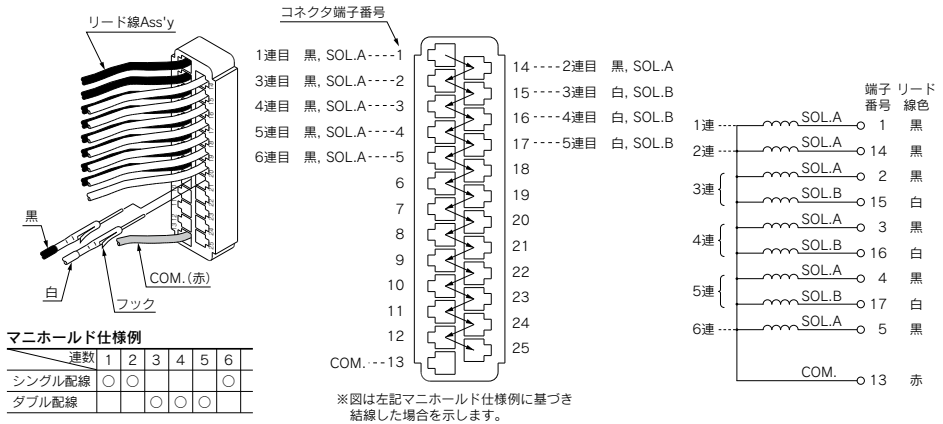 リード線Ass'y
黒
白
フック
COM.(赤)
マニホールド仕様例
連数 1 2 3 4 5 6
シングル配線 ○ ○ ○
ダブル配線 ○ ○ ○
コネクタ端子番号
1連目 黒, SOL.A----1
3連目 黒, SOL.A---2
4連目 黒, SOL.A---3
5連目 黒, SOL.A---4
6連目 黒, SOL.A----5
6
7
8
9
10
11
12
COM.---13
14----2連目 黒, SOL.A
15---3連目 白, SOL.B
16---4連目 白, SOL.B
17----5連目 白, SOL.B
18
19
20
21
22
23
24
25
※図は左記マニホールド仕様例に基づき
結線した場合を示します。
端子 リード
番号 線色
1連 SOL.A 1 黒
2連 SOL.A 14 黒
3連 SOL.A 2 黒
SOL.B 15 白
4連 SOL.A 3 黒
SOL.B 16 白
5連 SOL.A 4 黒
SOL.B 17 白
6連 SOL.A 5 黒
COM. 13 赤